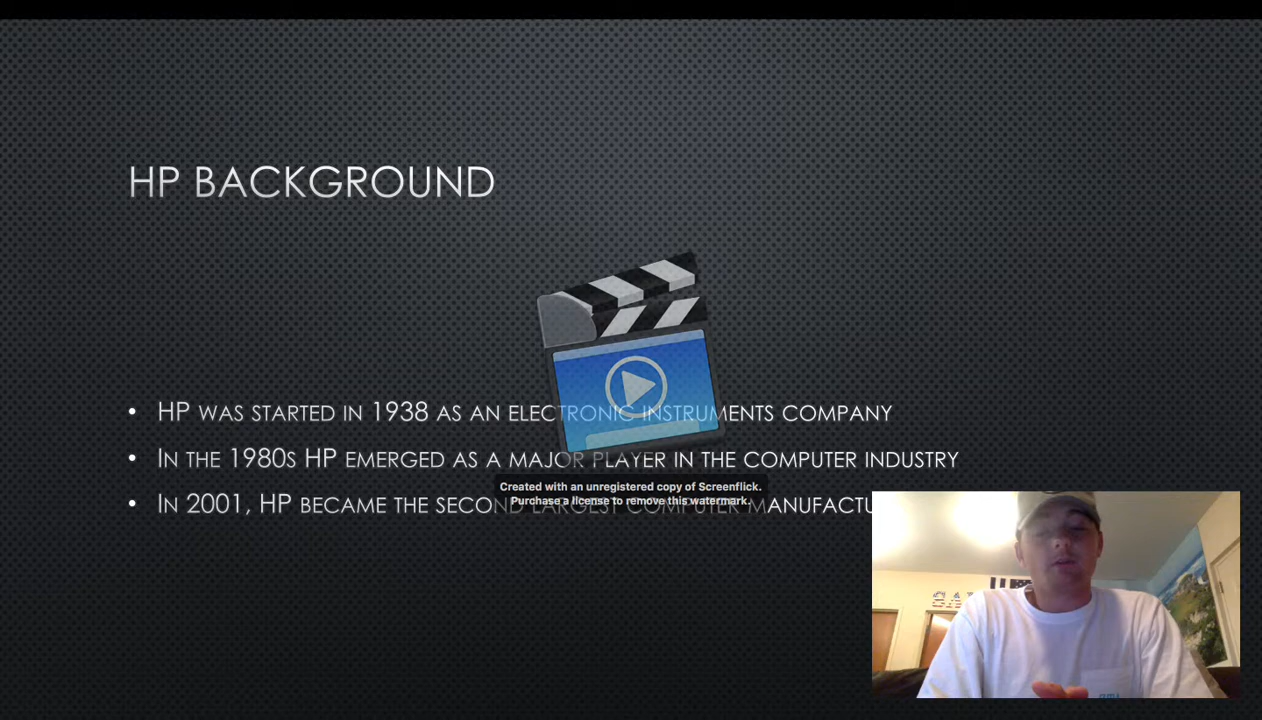 HP BACKGROUND
• HP WAS STARTED IN 1938 AS AN ELECTRONIC INSTRUMENTS COMPANY
• IN THE 1980S HP EMERGED AS A MAJOR PLAYER IN THE COMPUTER INDUSTRY
Created with an unregistered copy of Screenflick.
Purchase a license to remove this watermark.
• IN 2001, HP BECAME THE SECOND LARGEST COMPUTER MANUFACTU